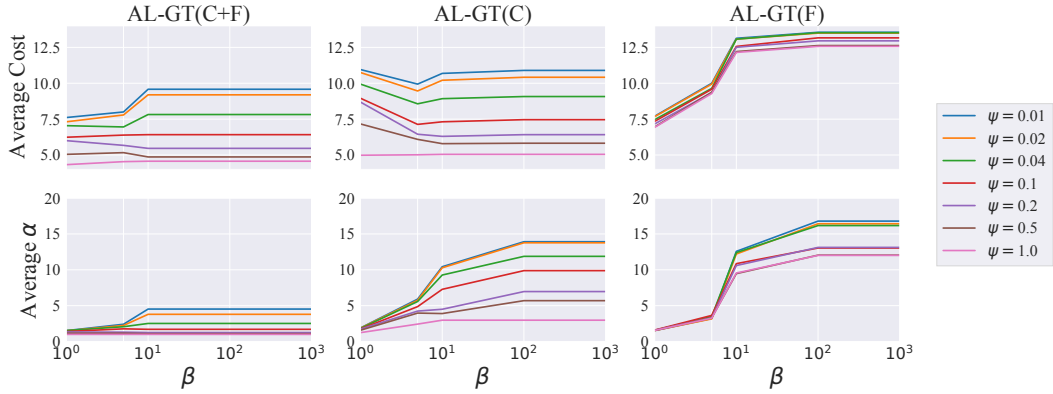 AL-GT(C+F) AL-GT(C) AL-GT(F)
Average Cost
12.5 12.5 12.5
10.0 10.0 10.0
7.5 7.5 7.5
5.0 5.0 5.0
ψ = 0.01
ψ = 0.02
ψ = 0.04
ψ = 0.1
ψ = 0.2
ψ = 0.5
ψ = 1.0
Average α
20 20 20
15 15 15
10 10 10
5 5 5
0 0 0
10⁰ 10¹ 10² 10³ 10⁰ 10¹ 10² 10³ 10⁰ 10¹ 10² 10³
β β β